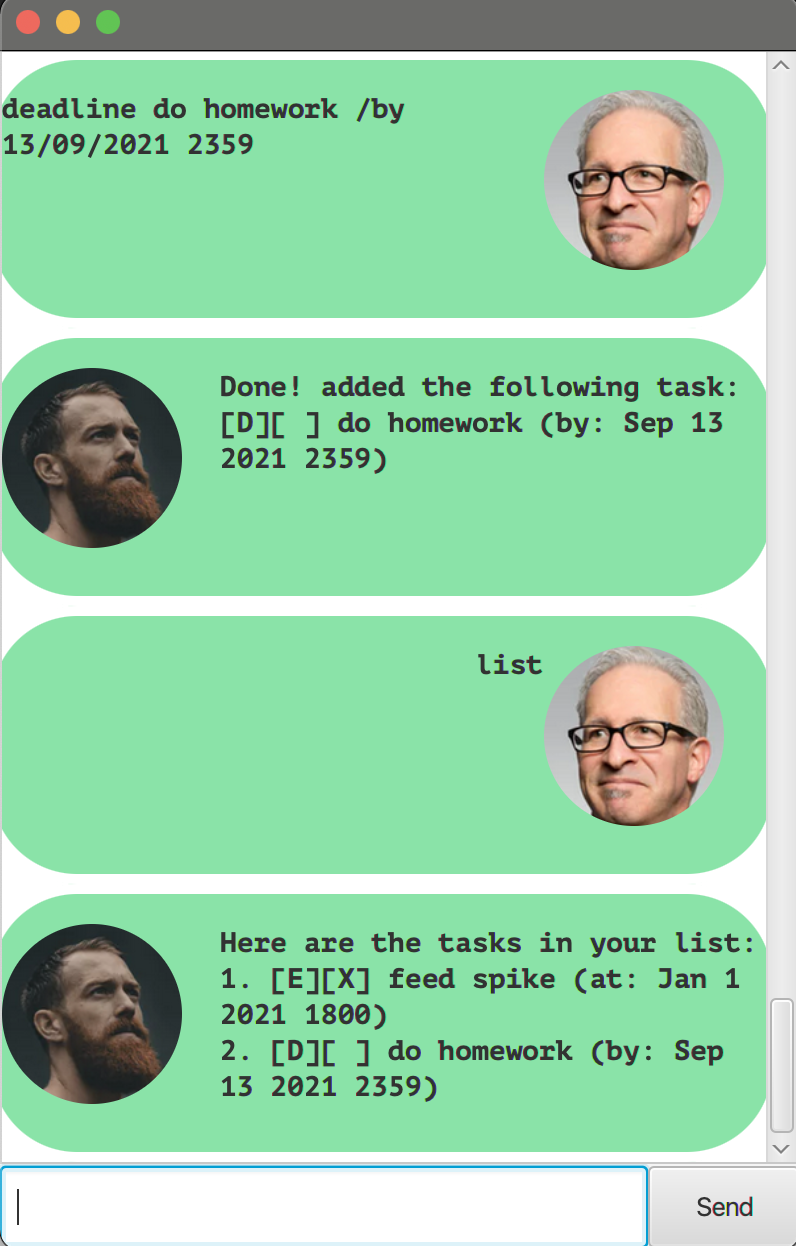 deadline do homework /by
13/09/2021 2359
Done! added the following task:
[D][ ] do homework (by: Sep 13
2021 2359)
list
Here are the tasks in your list:
1. [E][X] feed spike (at: Jan 1
2021 1800)
2. [D][ ] do homework (by: Sep
13 2021 2359)
Send